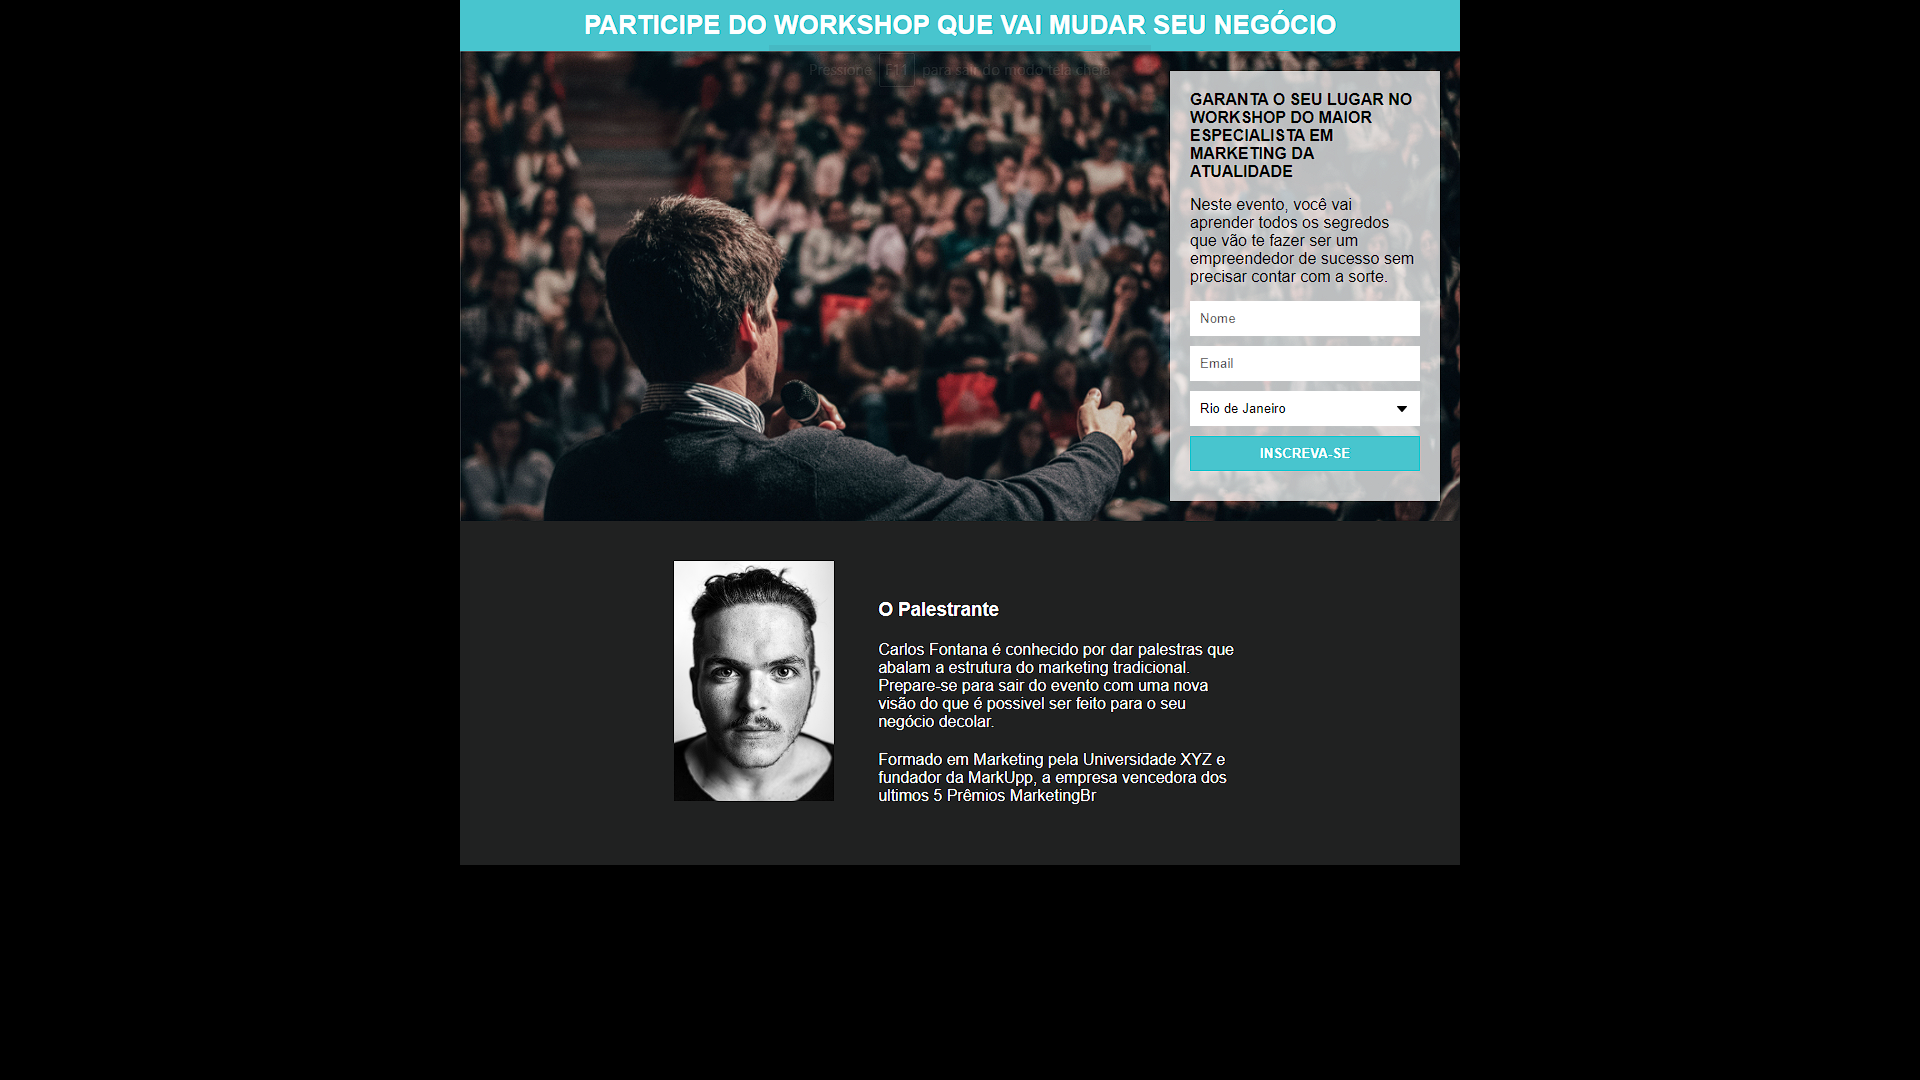 PARTICIPE DO WORKSHOP QUE VAI MUDAR SEU NEGÓCIO
Pressione F11 para sair do modo tela cheia
GARANTA O SEU LUGAR NO
WORKSHOP DO MAIOR
ESPECIALISTA EM
MARKETING DA
ATUALIDADE
Neste evento, você vai
aprender todos os segredos
que vão te fazer ser um
empreendedor de sucesso sem
precisar contar com a sorte.
Nome
Email
Rio de Janeiro
INSCREVA-SE
O Palestrante
Carlos Fontana é conhecido por dar palestras que
abalam a estrutura do marketing tradicional.
Prepare-se para sair do evento com uma nova
visão do que é possivel ser feito para o seu
negócio decolar.
Formado em Marketing pela Universidade XYZ e
fundador da MarkUpp, a empresa vencedora dos
ultimos 5 Prêmios MarketingBr